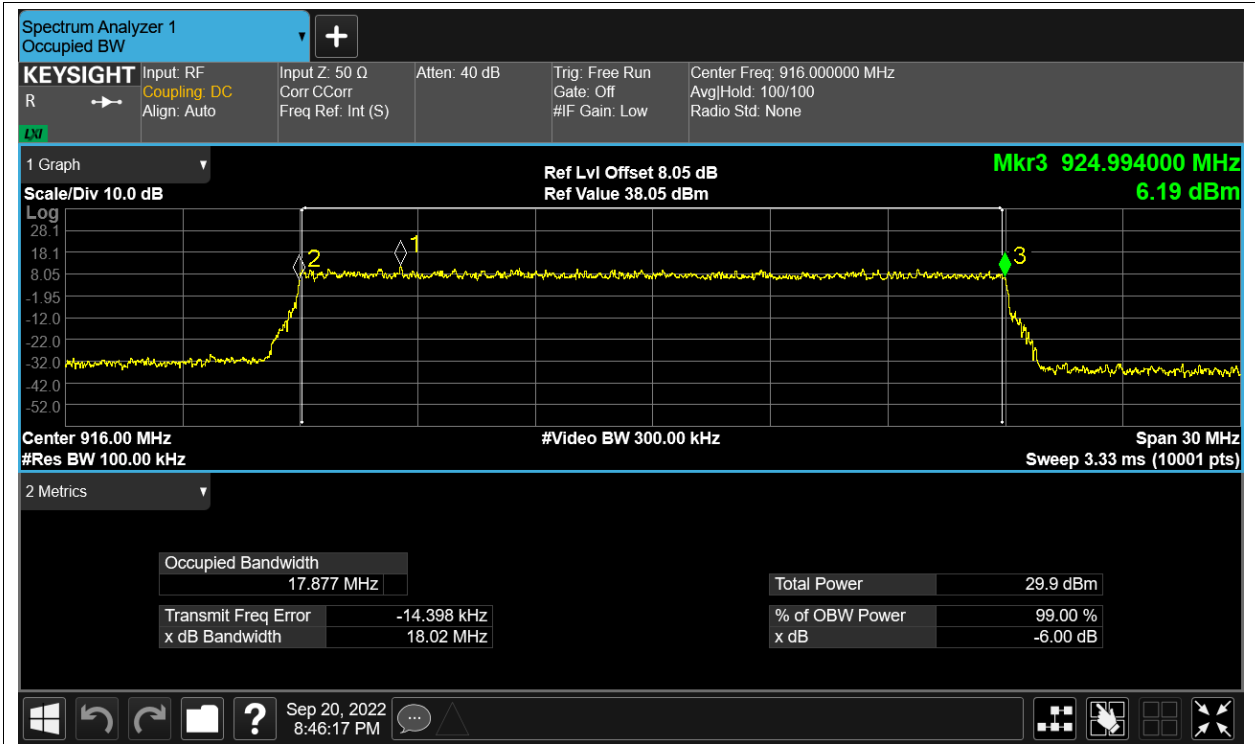 Spectrum Analyzer 1
Occupied BW
▼
+
KEYSIGHT
R
LXI
Input: RF
Coupling: DC
Align: Auto
Input Z: 50 Ω
Corr CCorr
Freq Ref: Int (S)
Atten: 40 dB
Trig: Free Run
Gate: Off
#IF Gain: Low
Center Freq: 916.000000 MHz
Avg|Hold: 100/100
Radio Std: None
1 Graph
▼
Scale/Div 10.0 dB
Ref Lvl Offset 8.05 dB
Ref Value 38.05 dBm
Mkr3 924.994000 MHz
6.19 dBm
Log
28.1
18.1
8.05
-1.95
-12.0
-22.0
-32.0
-42.0
-52.0
2
1
3
Center 916.00 MHz
#Res BW 100.00 kHz
#Video BW 300.00 kHz
Span 30 MHz
Sweep 3.33 ms (10001 pts)
2 Metrics
▼
Occupied Bandwidth
17.877 MHz
Transmit Freq Error -14.398 kHz
x dB Bandwidth 18.02 MHz
Total Power 29.9 dBm
% of OBW Power 99.00 %
x dB -6.00 dB
?
Sep 20, 2022
8:46:17 PM